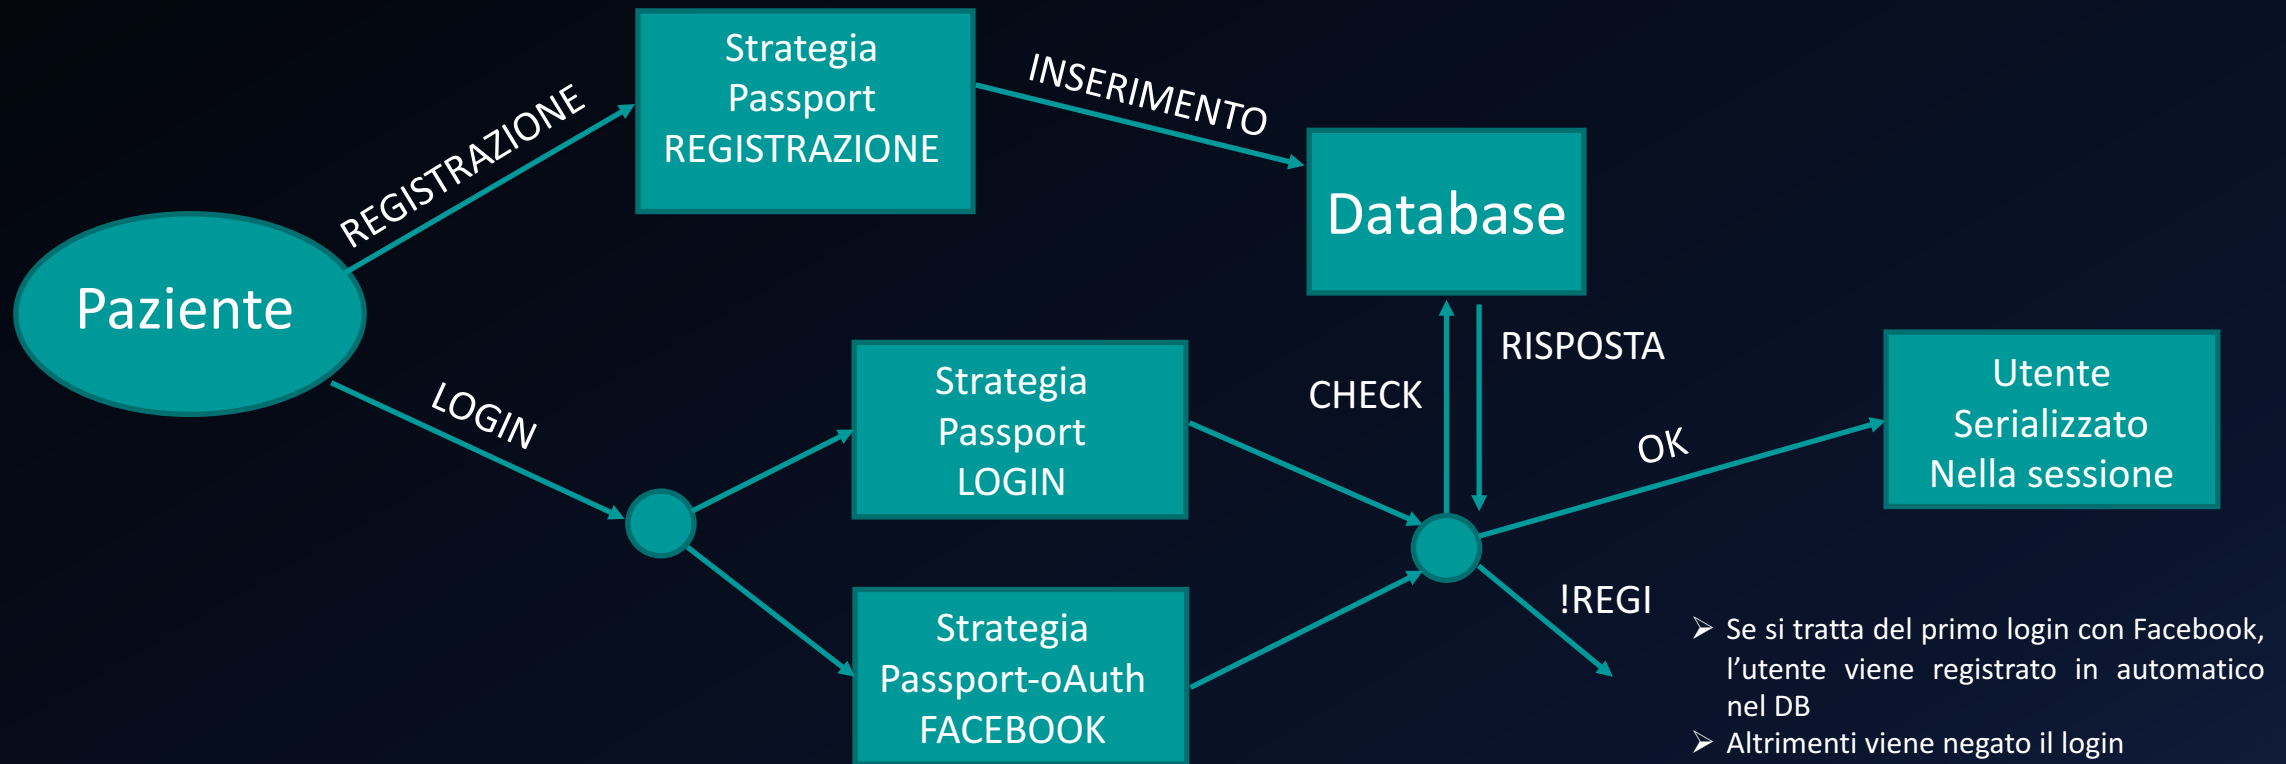 Strategia
Passport
REGISTRAZIONE
REGISTRAZIONE
INSERIMENTO
Database
Paziente
LOGIN
Strategia
Passport
LOGIN
CHECK
RISPOSTA
OK
Utente
Serializzato
Nella sessione
Strategia
Passport-oAuth
FACEBOOK
!REGI
➢ Se si tratta del primo login con Facebook,
l’utente viene registrato in automatico
nel DB
➢ Altrimenti viene negato il login